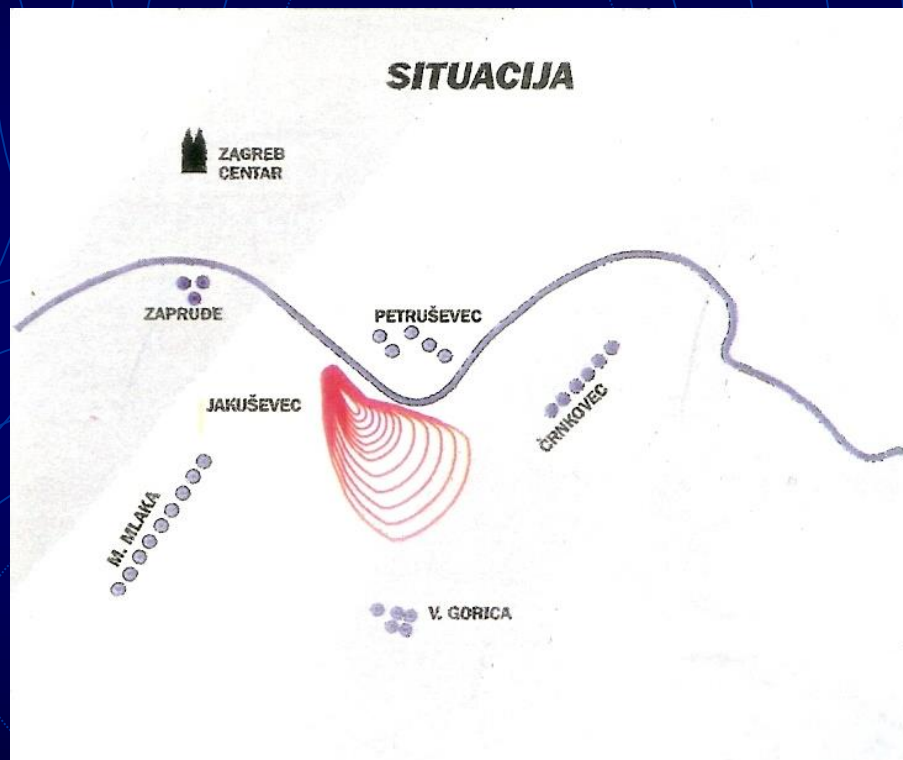 SITUACIJA
ZAGREB
CENTAR
ZAPRUĐE
PETRUŠEVEC
JAKUŠEVEC
ČRNKOVEC
M. MLAKA
V. GORICA